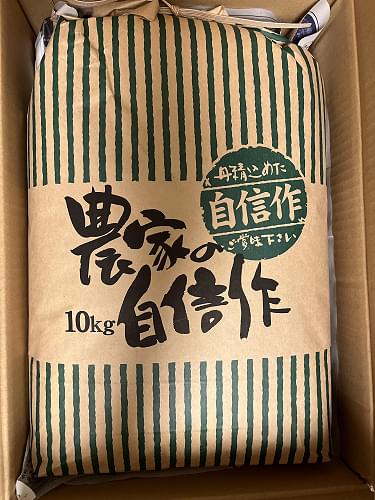 丹精込めた
自信作
ご賞味下さい
農家の
自信作
10kg